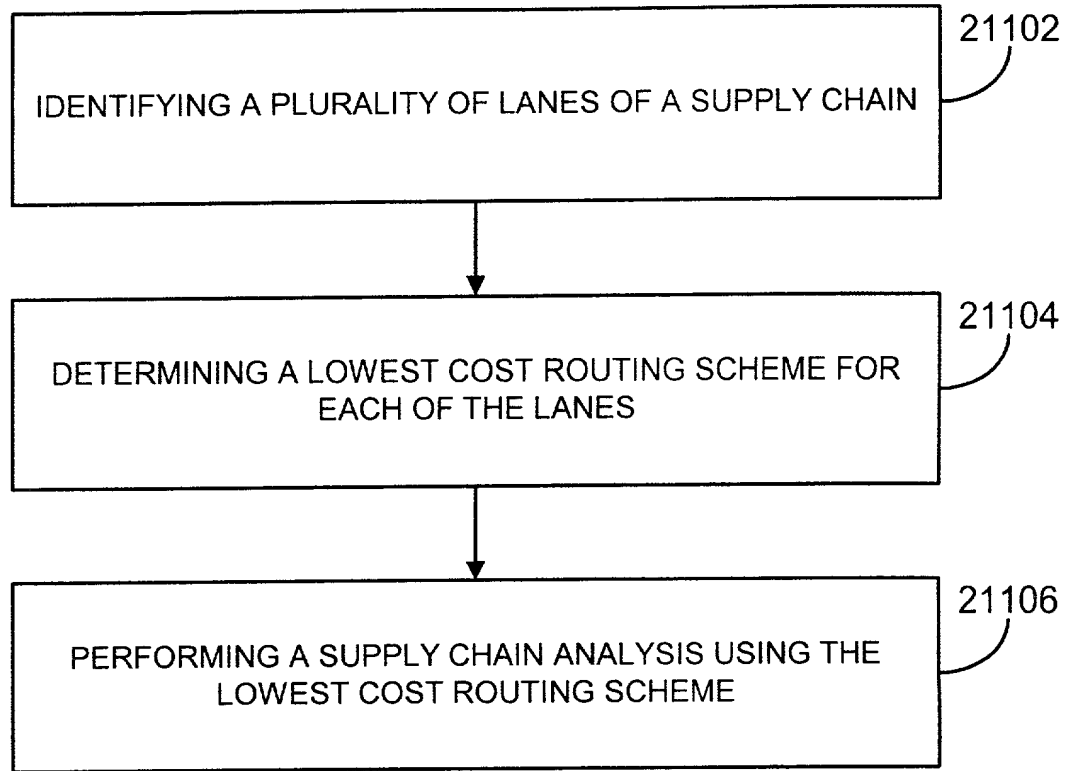 21102
IDENTIFYING A PLURALITY OF LANES OF A SUPPLY CHAIN
21104
DETERMINING A LOWEST COST ROUTING SCHEME FOR
EACH OF THE LANES
21106
PERFORMING A SUPPLY CHAIN ANALYSIS USING THE
LOWEST COST ROUTING SCHEME